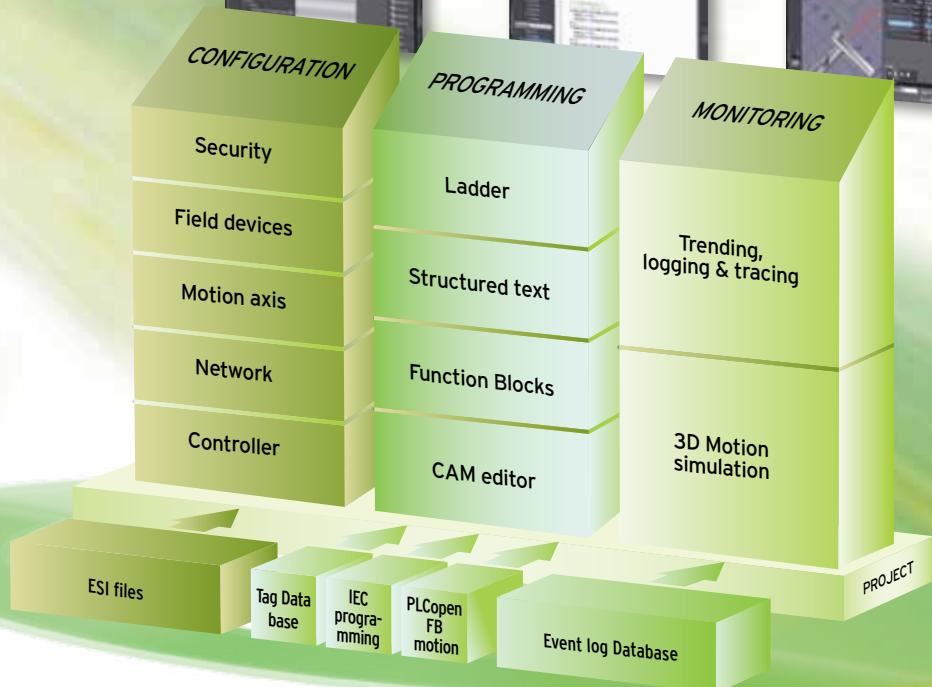 CONFIGURATION
Security
Field devices
Motion axis
Network
Controller
PROGRAMMING
Ladder
Structured text
Function Blocks
CAM editor
MONITORING
Trending,
logging & tracing
3D Motion
simulation
PROJECT
ESI files
Tag Data
base
IEC
progra-
mming
PLCopen
FB
motion
Event log Database